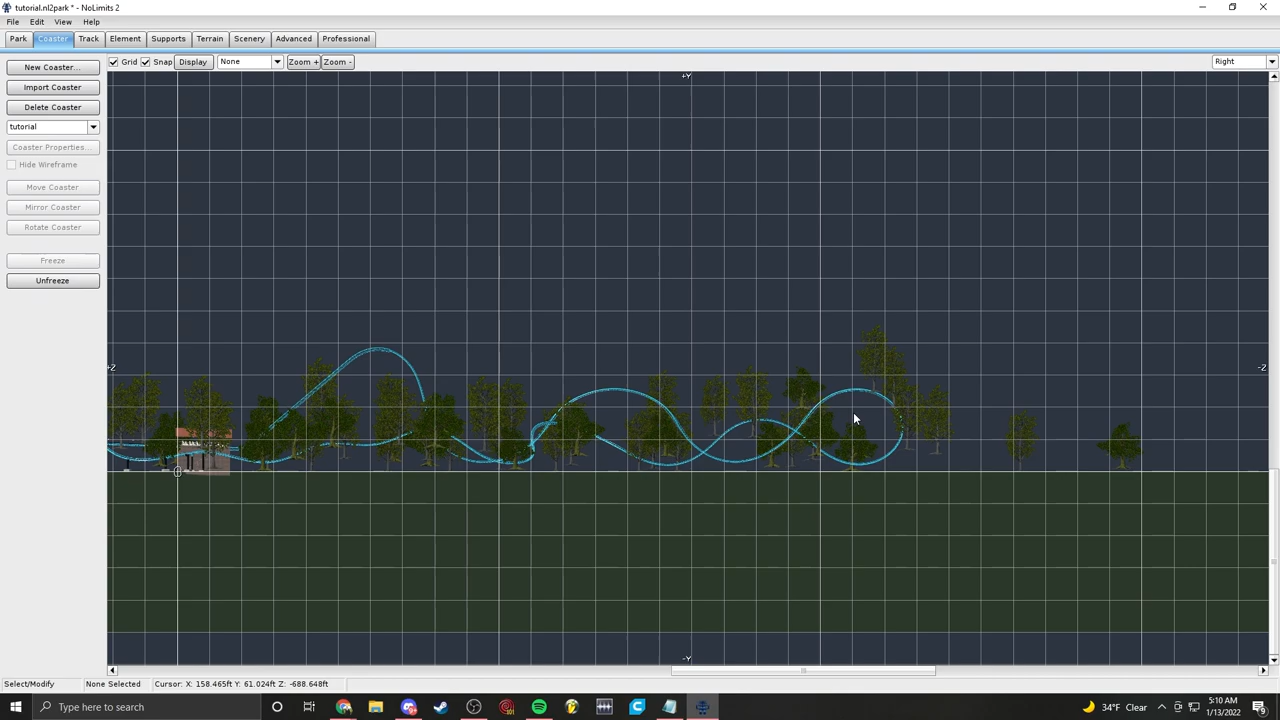 tutorial.nl2park * - NoLimits 2
File Edit View Help
Park Coaster Track Element Supports Terrain Scenery Advanced Professional
New Coaster... Grid Snap Display None Zoom + Zoom - Right
Import Coaster
Delete Coaster
tutorial
Coaster Properties...
Hide Wireframe
Move Coaster
Mirror Coaster
Rotate Coaster
Freeze
Unfreeze
+Y
+Z
-Z
-Y
Select/Modify None Selected Cursor: X: 158.465ft Y: 61.024ft Z: -688.648ft
Type here to search 34°F Clear 5:10 AM
1/13/2022